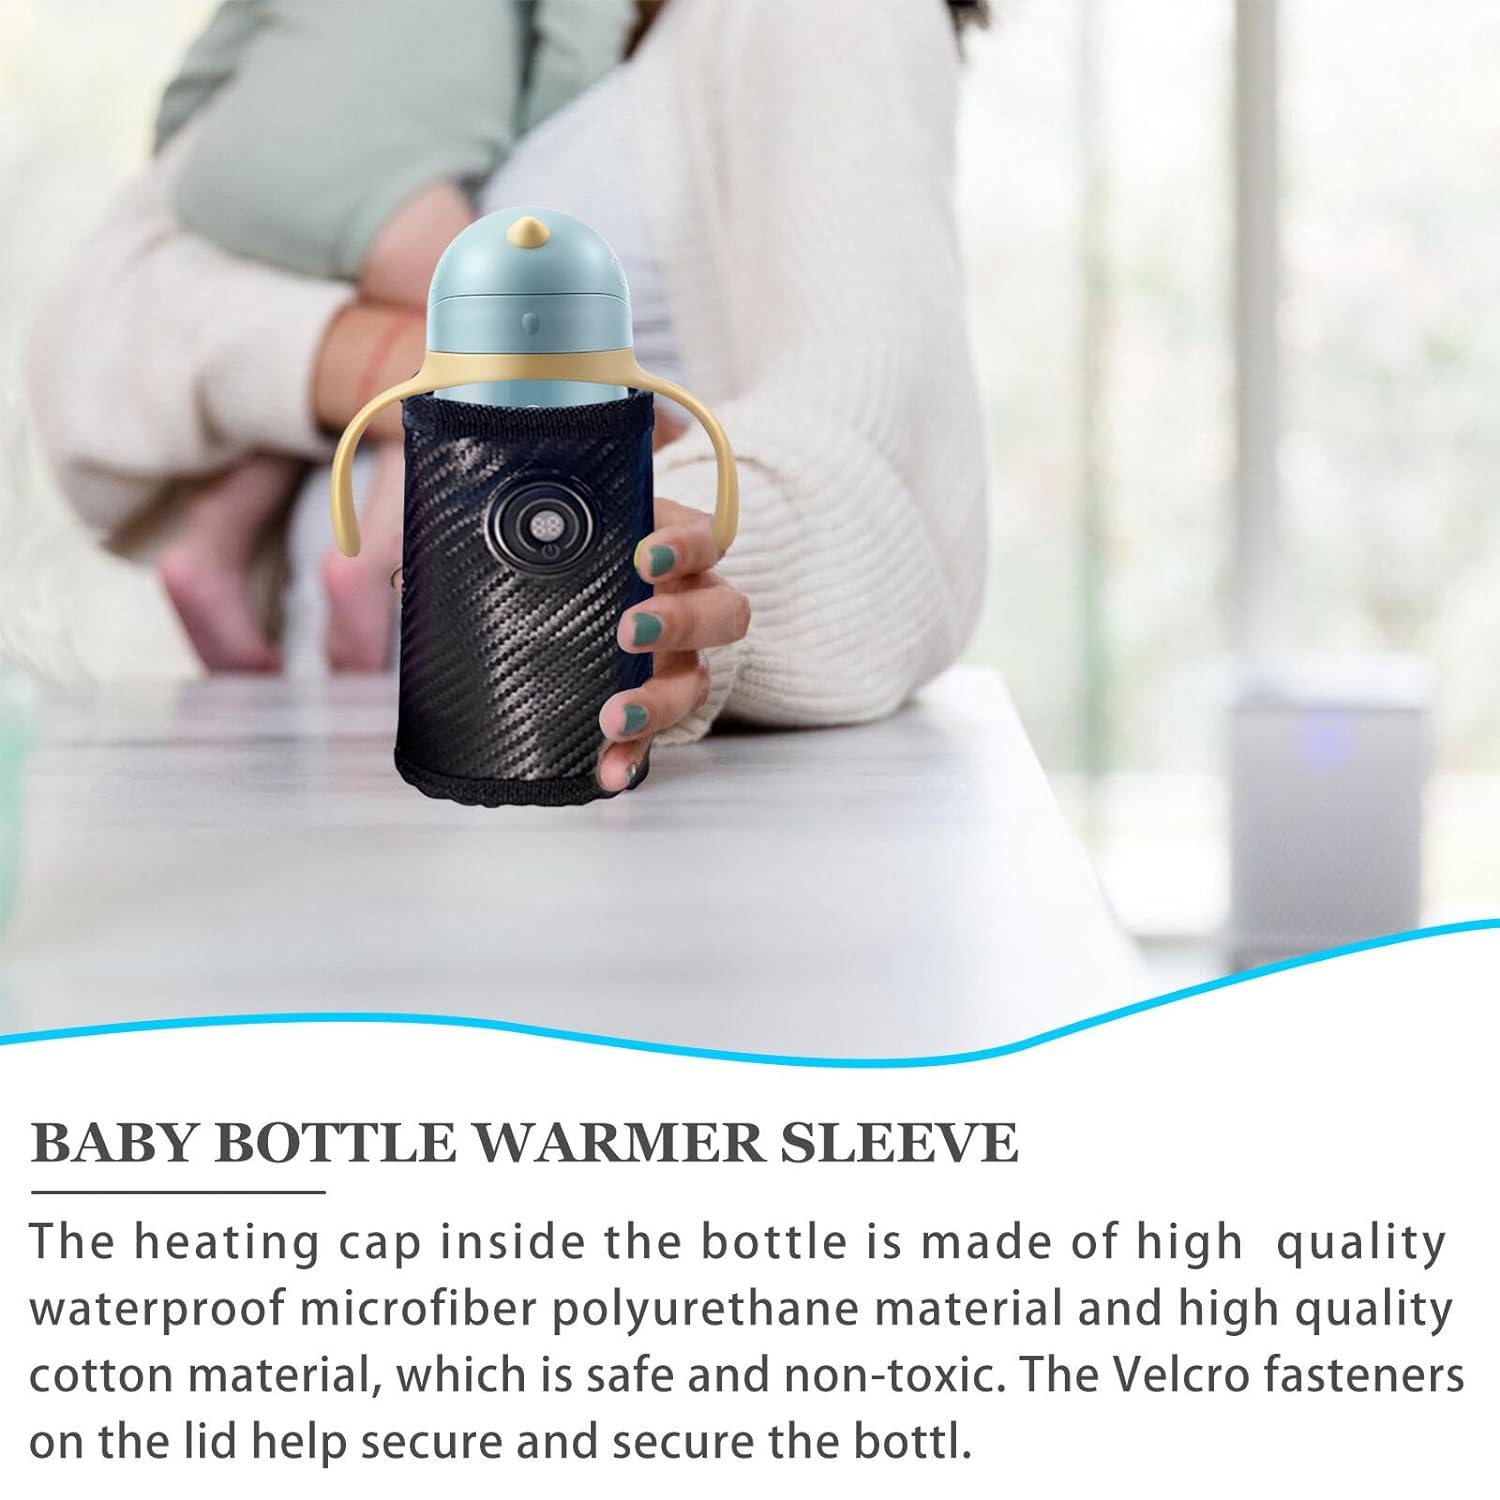 88
BABY BOTTLE WARMER SLEEVE
The heating cap inside the bottle is made of high quality
waterproof microfiber polyurethane material and high quality
cotton material, which is safe and non-toxic. The Velcro fasteners
on the lid help secure and secure the bottl.